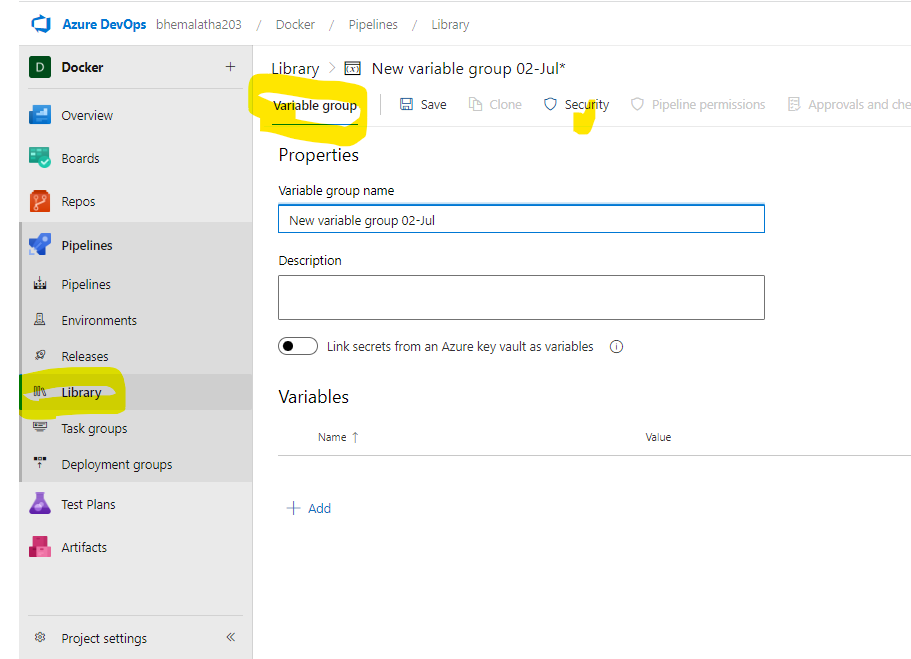 Azure DevOps bhemalatha203 / Docker / Pipelines / Library
D Docker +
Overview
Boards
Repos
Pipelines
Pipelines
Environments
Releases
Library
Task groups
Deployment groups
Test Plans
Artifacts
Project settings
Library > New variable group 02-Jul*
Variable group Save Clone Security Pipeline permissions Approvals and che
Properties
Variable group name
New variable group 02-Jul
Description
Link secrets from an Azure key vault as variables
Variables
Name ↑ Value
+ Add